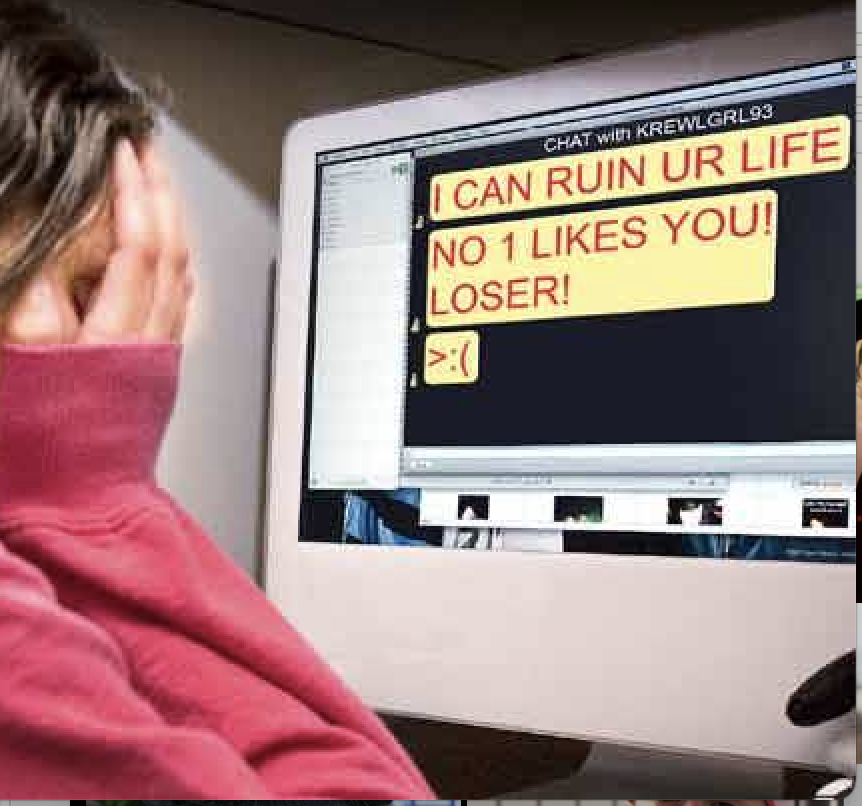 CHAT with KREWLGRL93
I CAN RUIN UR LIFE
NO 1 LIKES YOU!
LOSER!
>:(